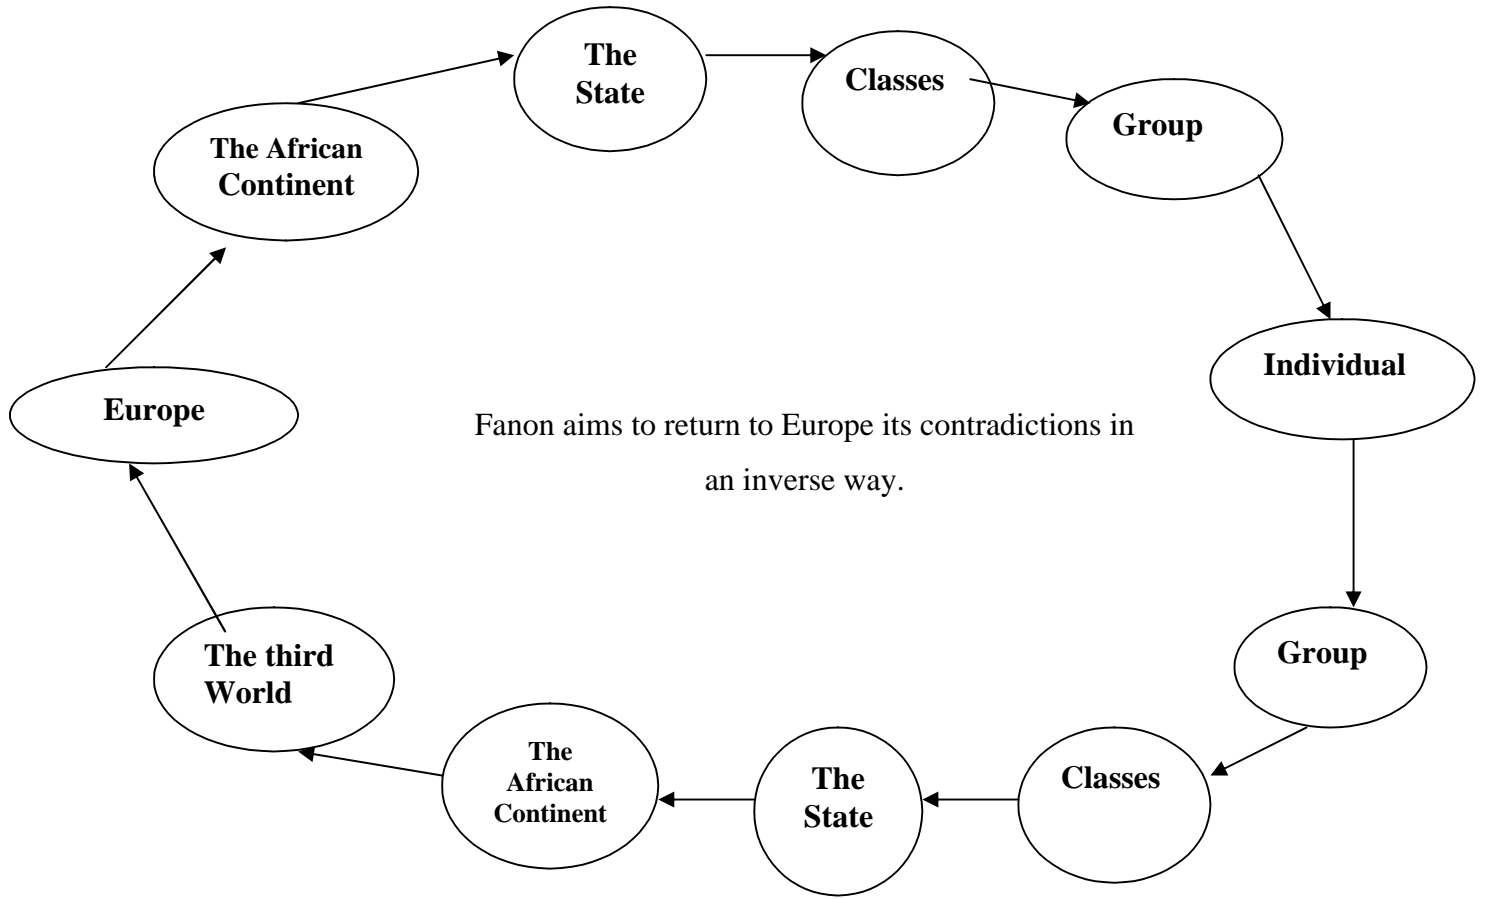 The
State
Classes
Group
The African
Continent
Individual
Europe
Fanon aims to return to Europe its contradictions in
an inverse way.
Group
The third
World
The
African
Continent
The
State
Classes